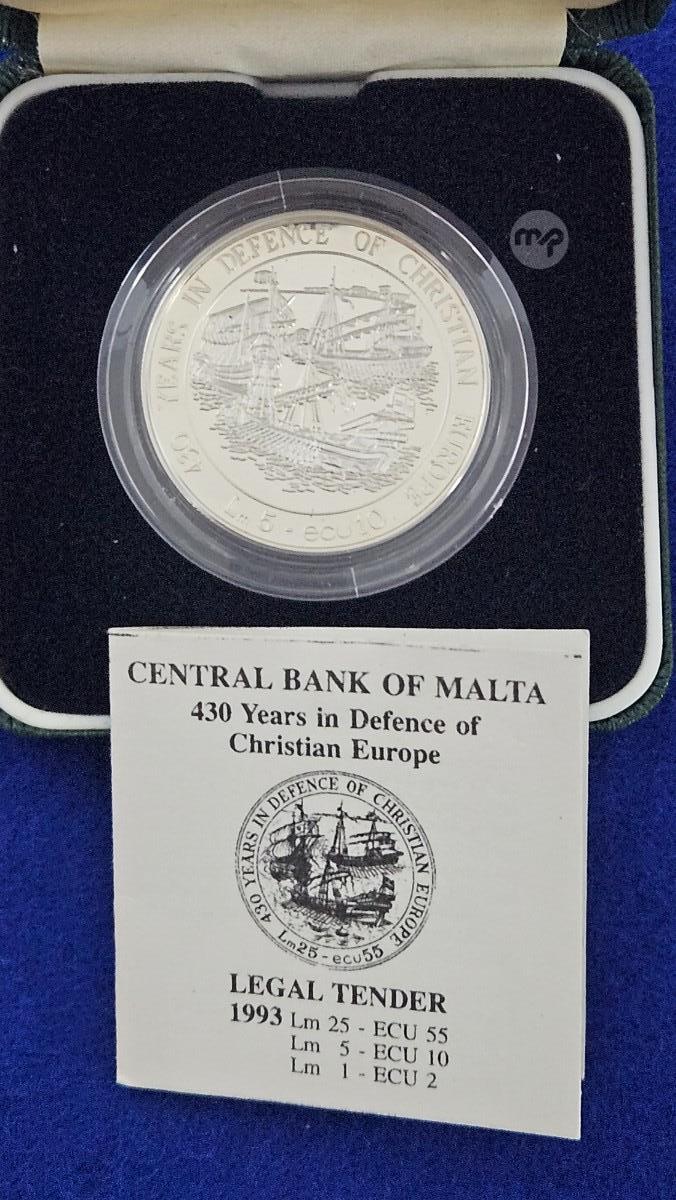 430 YEARS IN DEFENCE OF CHRISTIAN EUROPE
Lm 5 - ecu 10
mp
CENTRAL BANK OF MALTA
430 Years in Defence of
Christian Europe
430 YEARS IN DEFENCE OF CHRISTIAN EUROPE
Lm25 - ecu55
LEGAL TENDER
1993 Lm 25 - ECU 55
Lm 5 - ECU 10
Lm 1 - ECU 2